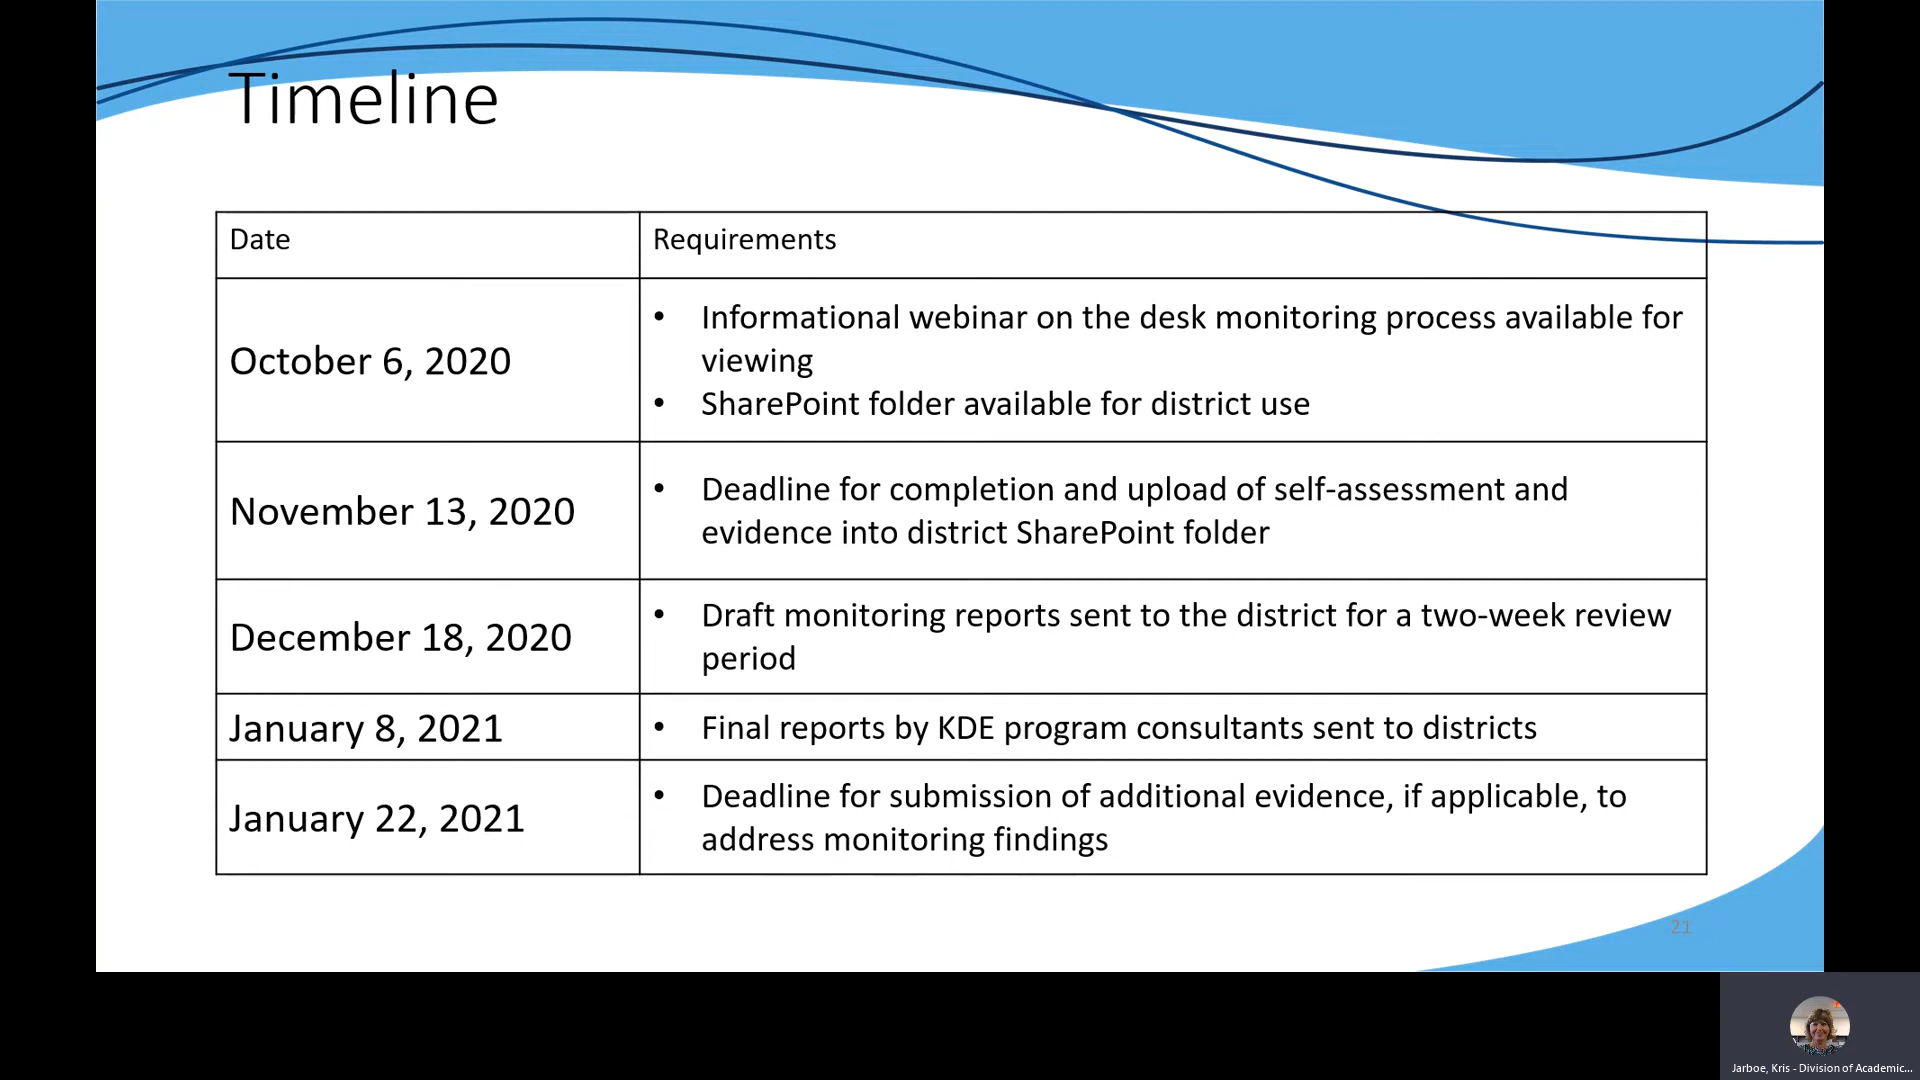 Timeline
Date
Requirements
October 6, 2020
• Informational webinar on the desk monitoring process available for
viewing
• SharePoint folder available for district use
November 13, 2020
• Deadline for completion and upload of self-assessment and
evidence into district SharePoint folder
December 18, 2020
• Draft monitoring reports sent to the district for a two-week review
period
January 8, 2021
• Final reports by KDE program consultants sent to districts
January 22, 2021
• Deadline for submission of additional evidence, if applicable, to
address monitoring findings
21
Jarboe, Kris - Division of Academic...